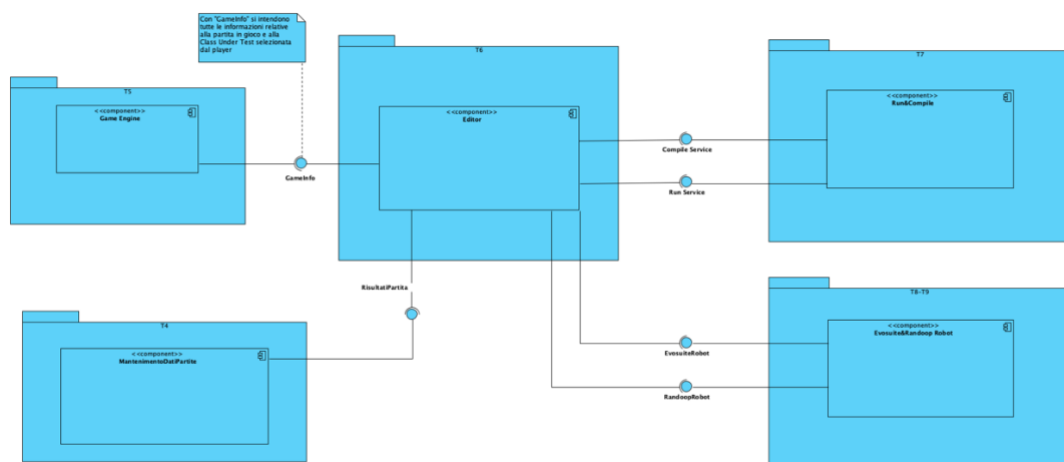 Con "GameInfo" si intendono
tutte le informazioni relative
alla partita in gioco e alla
Class Under Test selezionata
dal player
T6
T7
T5
<<component>>
Game Engine
<<component>>
Editor
<<component>>
Run&Compile
Compile Service
GameInfo
Run Service
RisultatiPartita
T4
T8-T9
<<component>>
MantenimentoDatiPartite
<<component>>
Evosuite&Randoop Robot
EvosuiteRobot
RandoopRobot